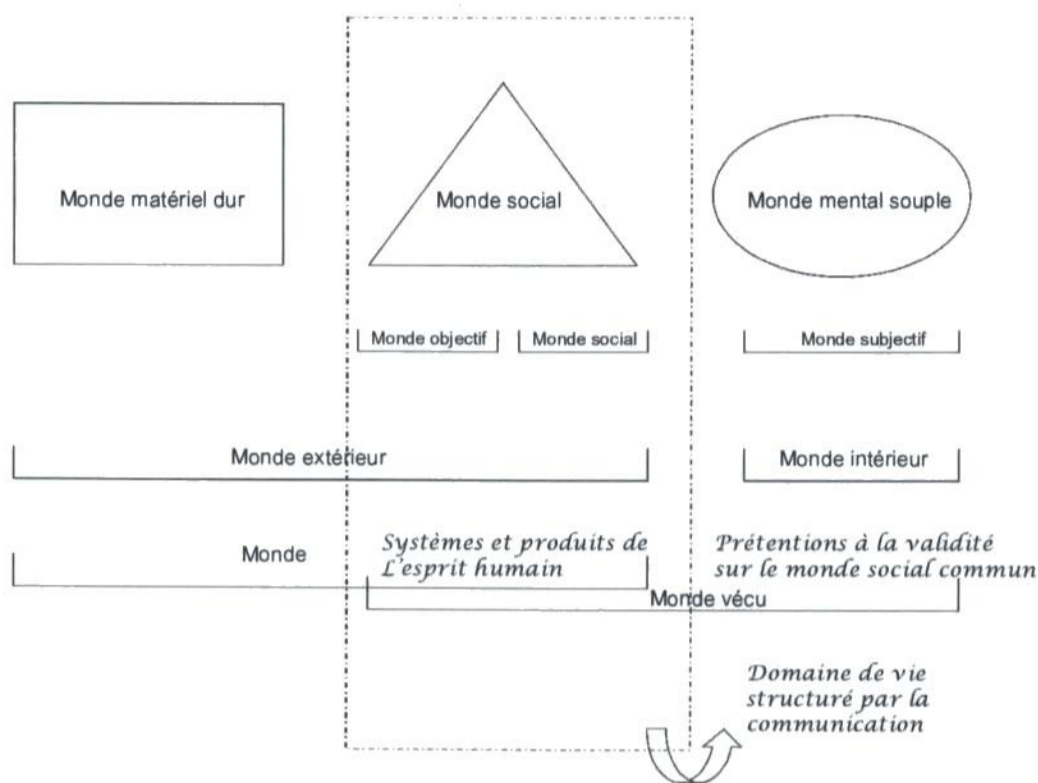 Monde matériel dur
Monde social
Monde mental souple
Monde objectif
Monde social
Monde subjectif
Monde extérieur
Monde intérieur
Monde
Systèmes et produits de
L'esprit humain
Prétentions à la validité
sur le monde social commun
Monde vécu
Domaine de vie
structuré par la
communication